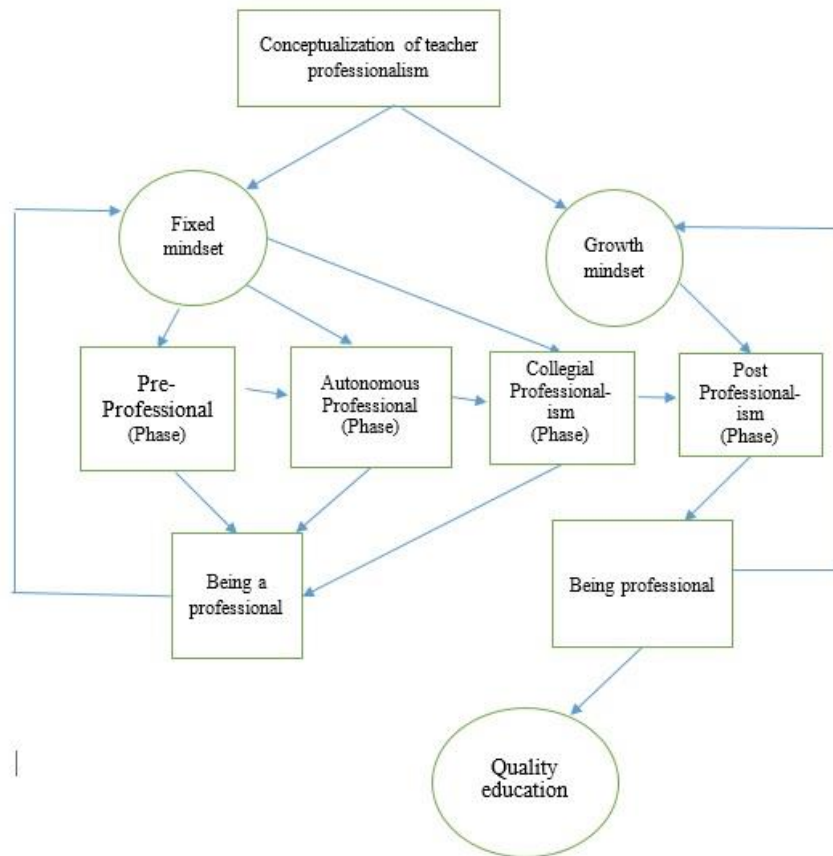 Conceptualization of teacher
professionalism
Fixed
mindset
Growth
mindset
Pre-
Professional
(Phase)
Autonomous
Professional
(Phase)
Collegial
Professional-
ism
(Phase)
Post
Professional-
ism
(Phase)
Being a
professional
Being professional
Quality
education